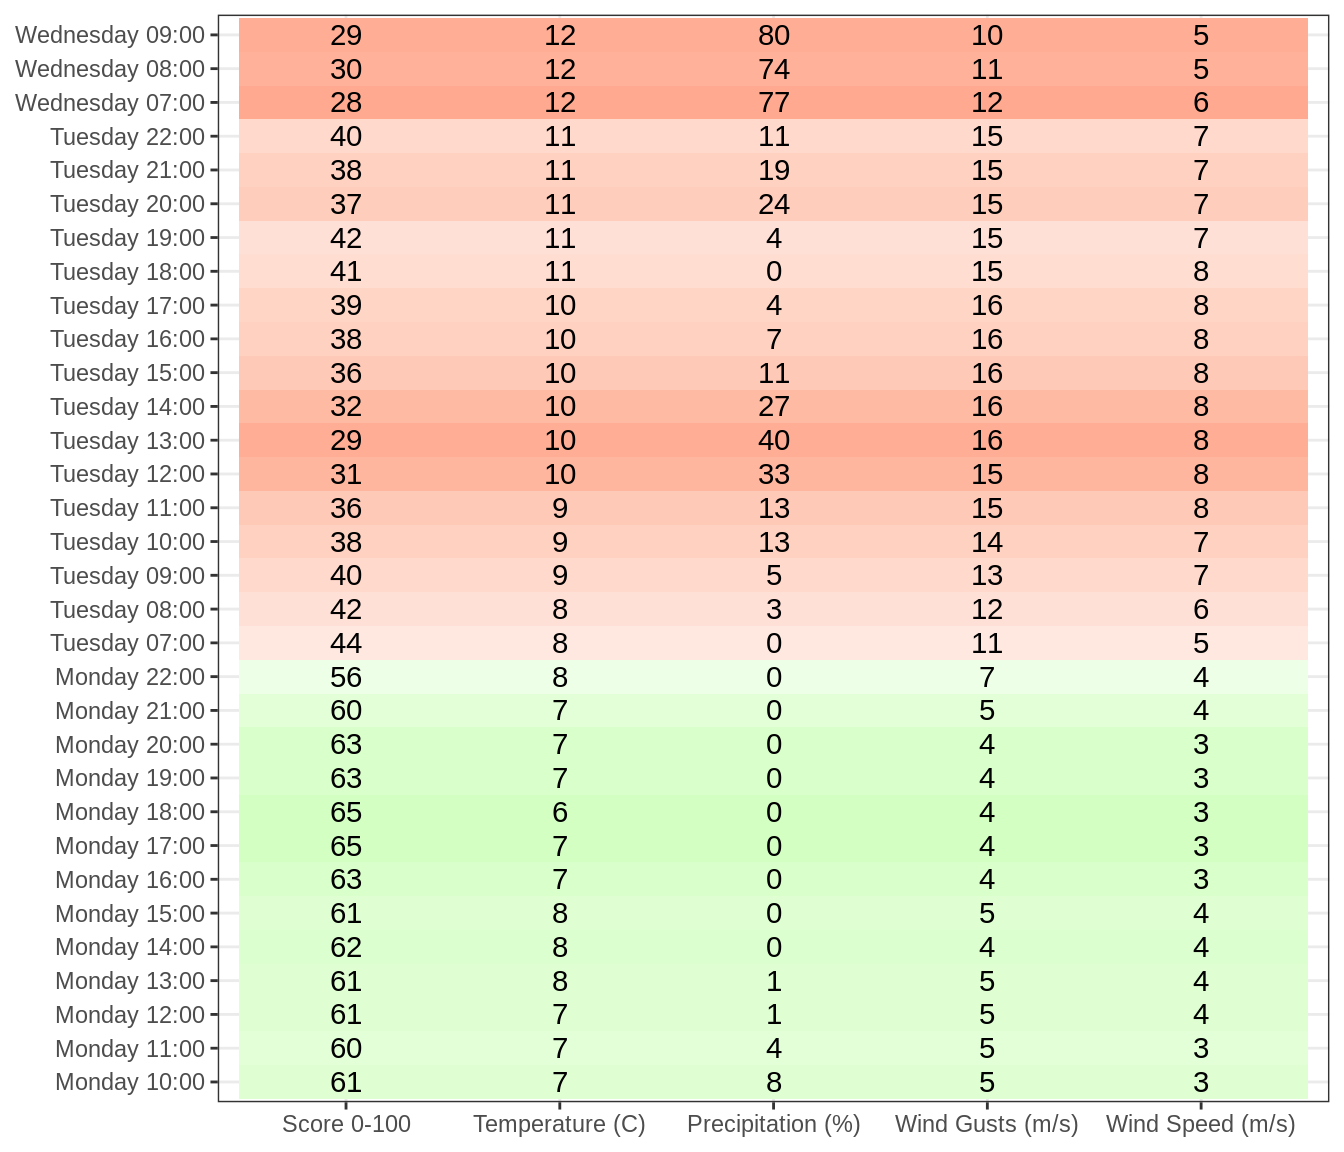 Wednesday 09:00 29 12 80 10 5
Wednesday 08:00 30 12 74 11 5
Wednesday 07:00 28 12 77 12 6
Tuesday 22:00 40 11 11 15 7
Tuesday 21:00 38 11 19 15 7
Tuesday 20:00 37 11 24 15 7
Tuesday 19:00 42 11 4 15 7
Tuesday 18:00 41 11 0 15 8
Tuesday 17:00 39 10 4 16 8
Tuesday 16:00 38 10 7 16 8
Tuesday 15:00 36 10 11 16 8
Tuesday 14:00 32 10 27 16 8
Tuesday 13:00 29 10 40 16 8
Tuesday 12:00 31 10 33 15 8
Tuesday 11:00 36 9 13 15 8
Tuesday 10:00 38 9 13 14 7
Tuesday 09:00 40 9 5 13 7
Tuesday 08:00 42 8 3 12 6
Tuesday 07:00 44 8 0 11 5
Monday 22:00 56 8 0 7 4
Monday 21:00 60 7 0 5 4
Monday 20:00 63 7 0 4 3
Monday 19:00 63 7 0 4 3
Monday 18:00 65 6 0 4 3
Monday 17:00 65 7 0 4 3
Monday 16:00 63 7 0 4 3
Monday 15:00 61 8 0 5 4
Monday 14:00 62 8 0 4 4
Monday 13:00 61 8 1 5 4
Monday 12:00 61 7 1 5 4
Monday 11:00 60 7 4 5 3
Monday 10:00 61 7 8 5 3
Score 0-100 Temperature (C) Precipitation (%) Wind Gusts (m/s) Wind Speed (m/s)